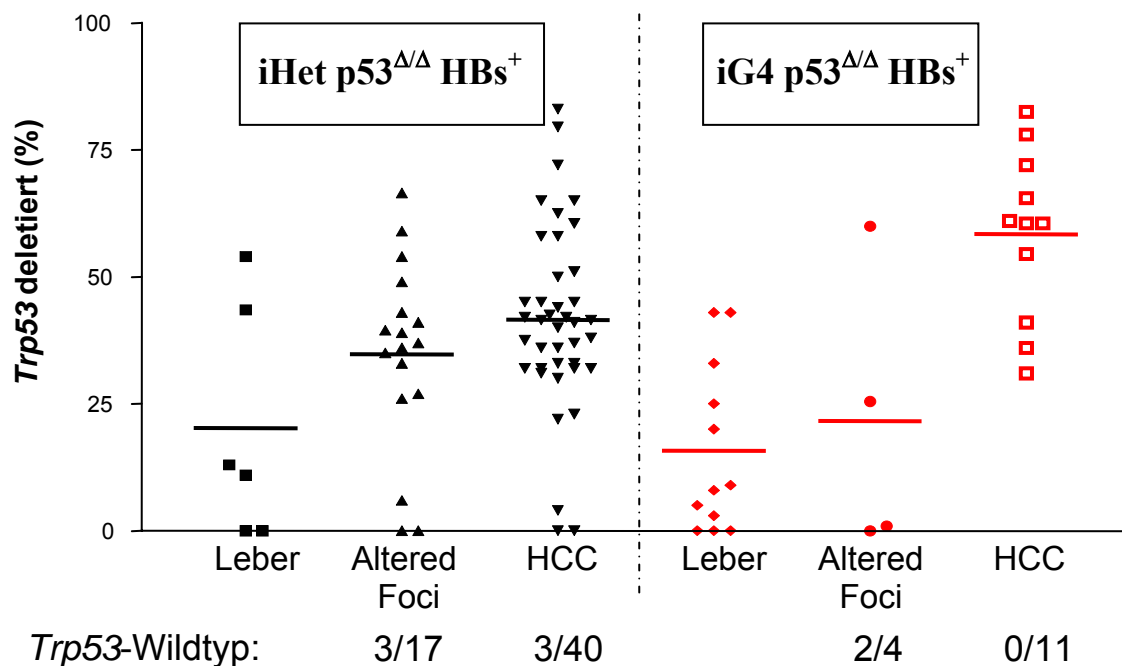 100
75
50
25
0
Trp53 deletiert (%)
iHet p53Δ/Δ HBs+
iG4 p53Δ/Δ HBs+
Leber Altered Foci HCC Leber Altered Foci HCC
Trp53-Wildtyp: 3/17 3/40 2/4 0/11